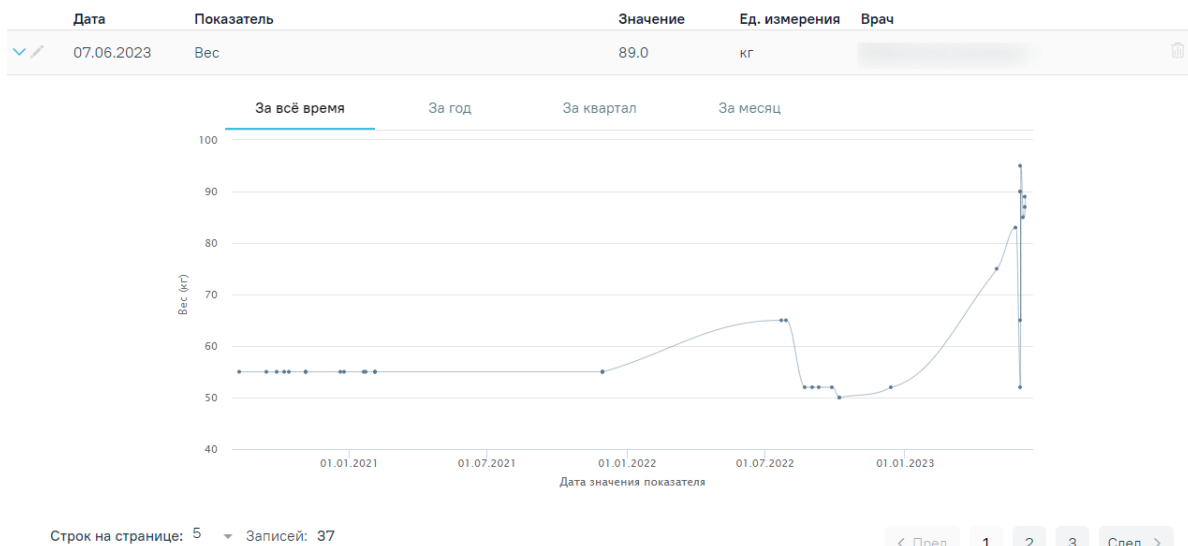 Дата Показатель Значение Ед. измерения Врач
07.06.2023 Вес 89.0 кг
За всё время За год За квартал За месяц
100
90
80
70
60
50
40
Вес (кг)
01.01.2021 01.07.2021 01.01.2022 01.07.2022 01.01.2023
Дата значения показателя
Строк на странице: 5 Записей: 37
Пред 1 2 3 След